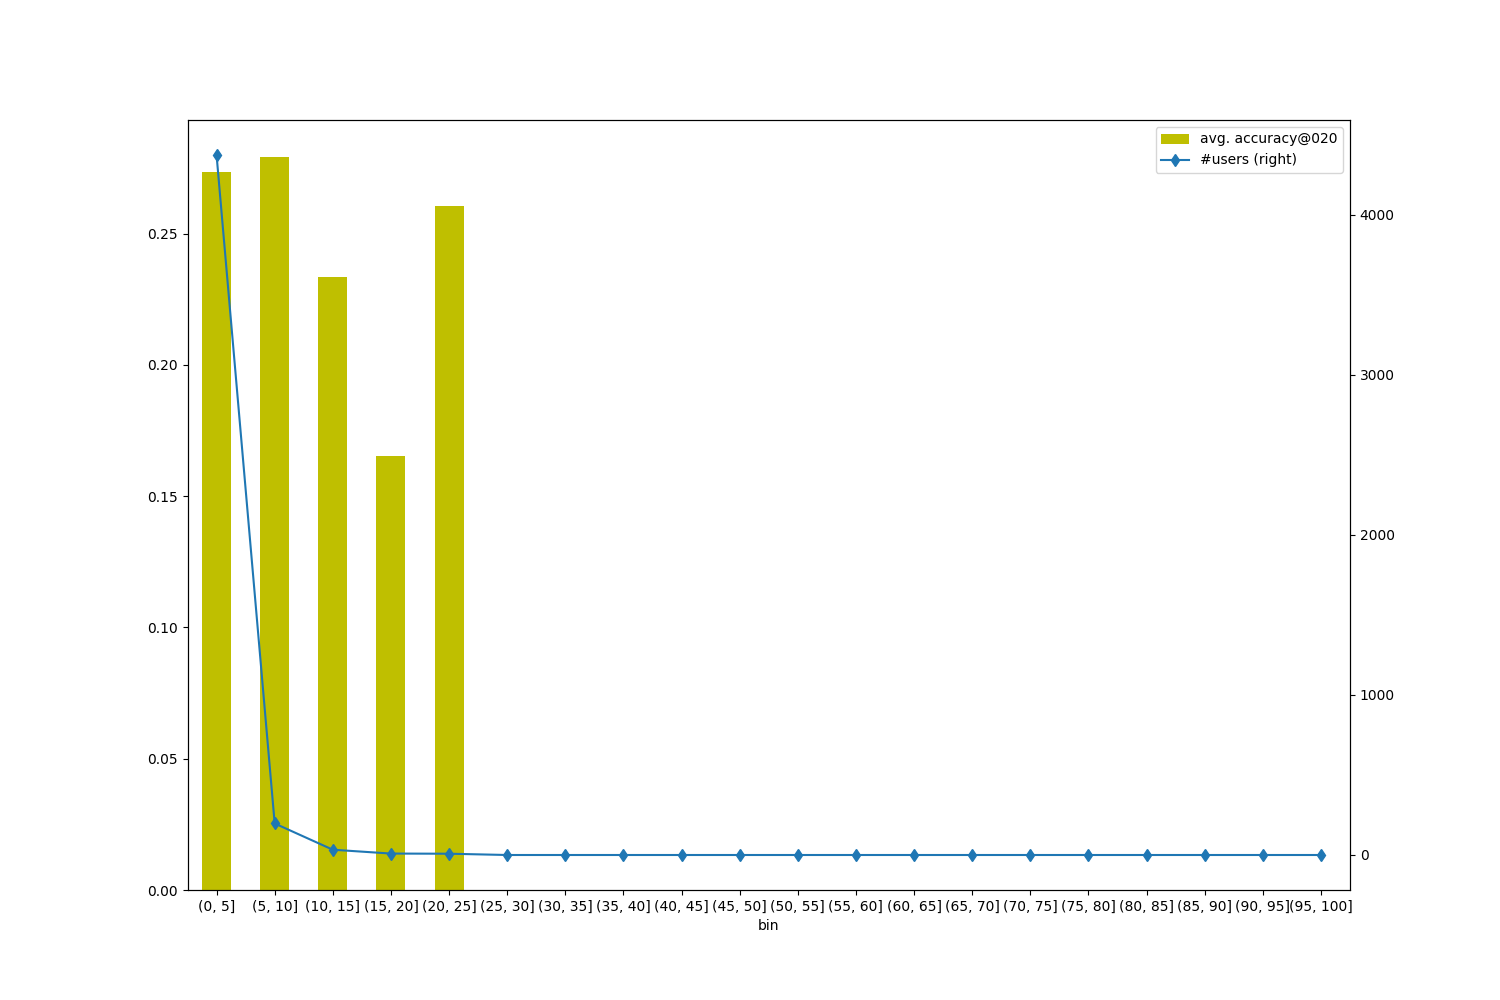 avg. accuracy@020
#users (right)
0.25
0.20
0.15
0.10
0.05
0.00
4000
3000
2000
1000
0
(0, 5] (5, 10] (10, 15] (15, 20] (20, 25] (25, 30] (30, 35] (35, 40] (40, 45] (45, 50] (50, 55] (55, 60] (60, 65] (65, 70] (70, 75] (75, 80] (80, 85] (85, 90] (90, 95] (95, 100]
bin